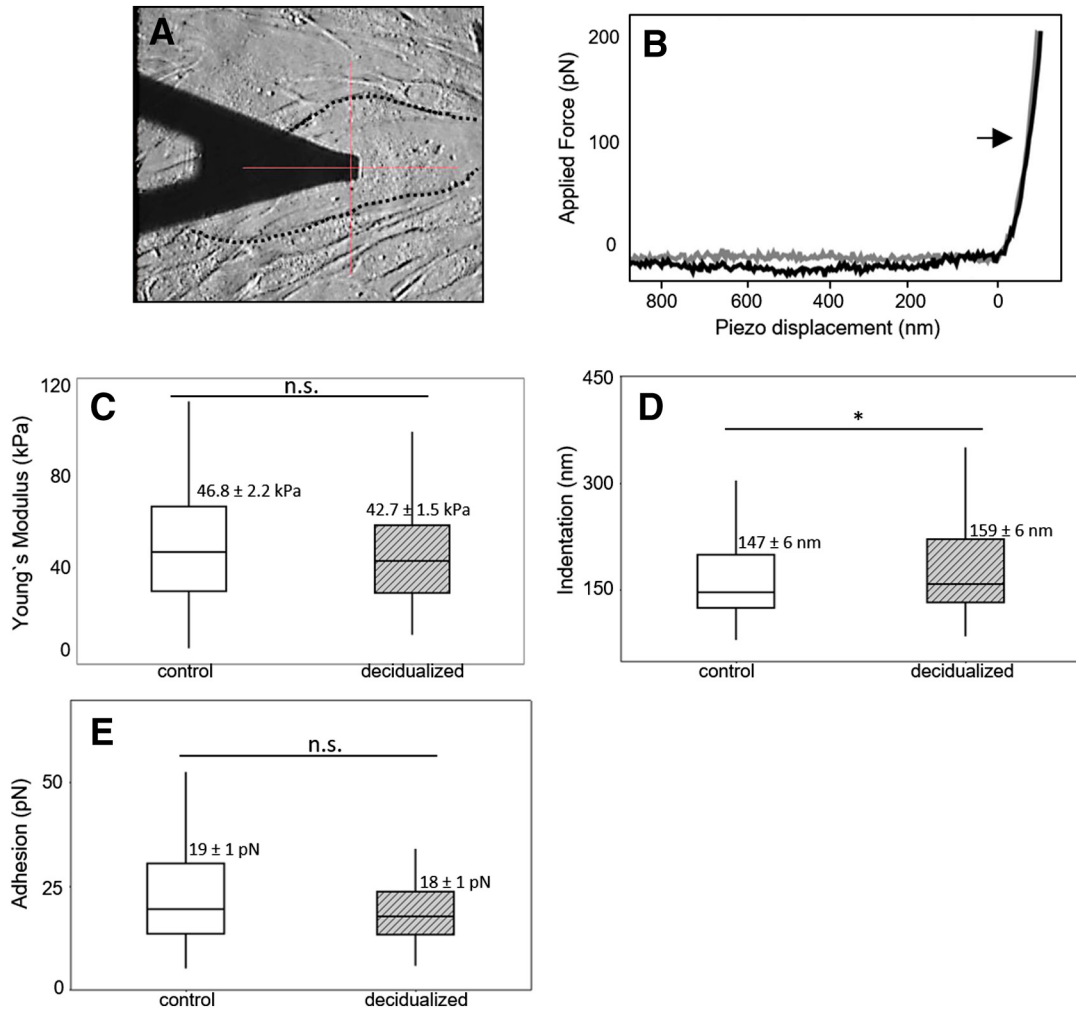 A
B
200
100
0
Applied Force (pN)
800 600 400 200 0
Piezo displacement (nm)
C
n.s.
120
80
40
0
Young`s Modulus (kPa)
46.8 ± 2.2 kPa
42.7 ± 1.5 kPa
control decidualized
D
*
450
300
150
Indentation (nm)
147 ± 6 nm
159 ± 6 nm
control decidualized
E
n.s.
50
25
0
Adhesion (pN)
19 ± 1 pN
18 ± 1 pN
control decidualized